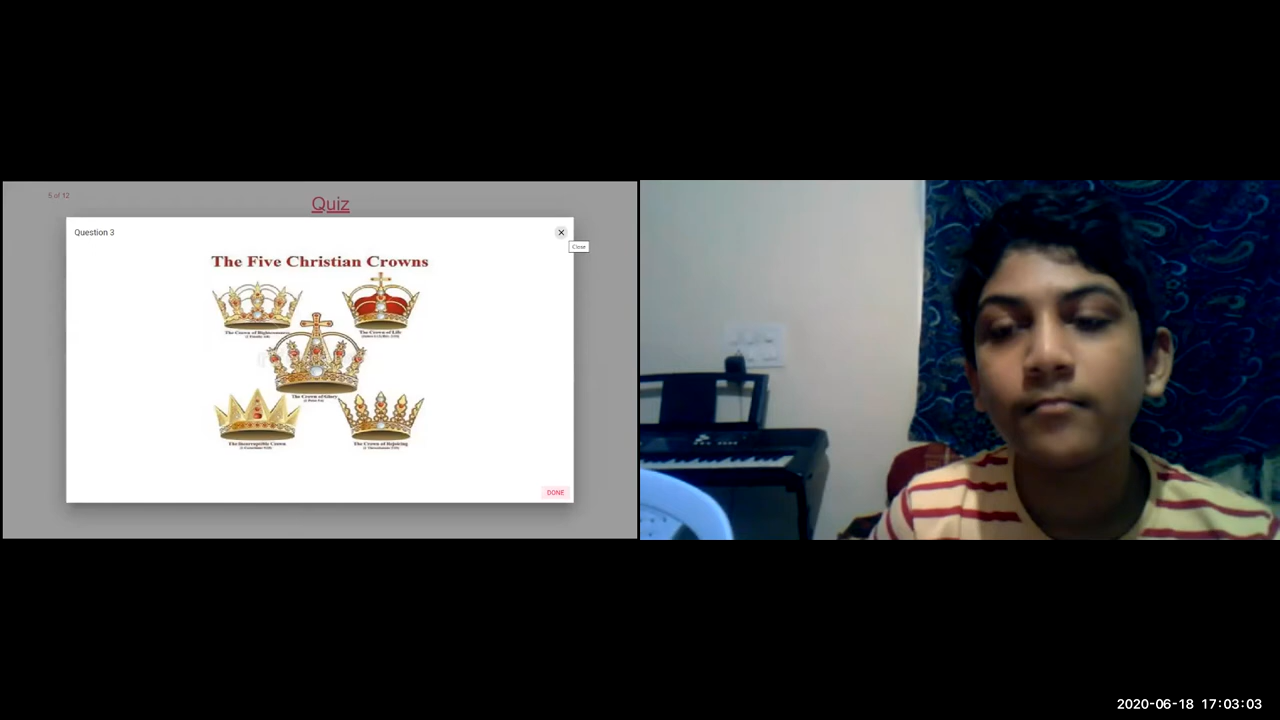 5 of 12
Quiz
Question 3
Close
The Five Christian Crowns
The Crown of Righteousness
The Crown of Life
The Crown of Glory
The Incorruptible Crown
The Crown of Rejoicing
DONE
2020-06-18 17:03:03